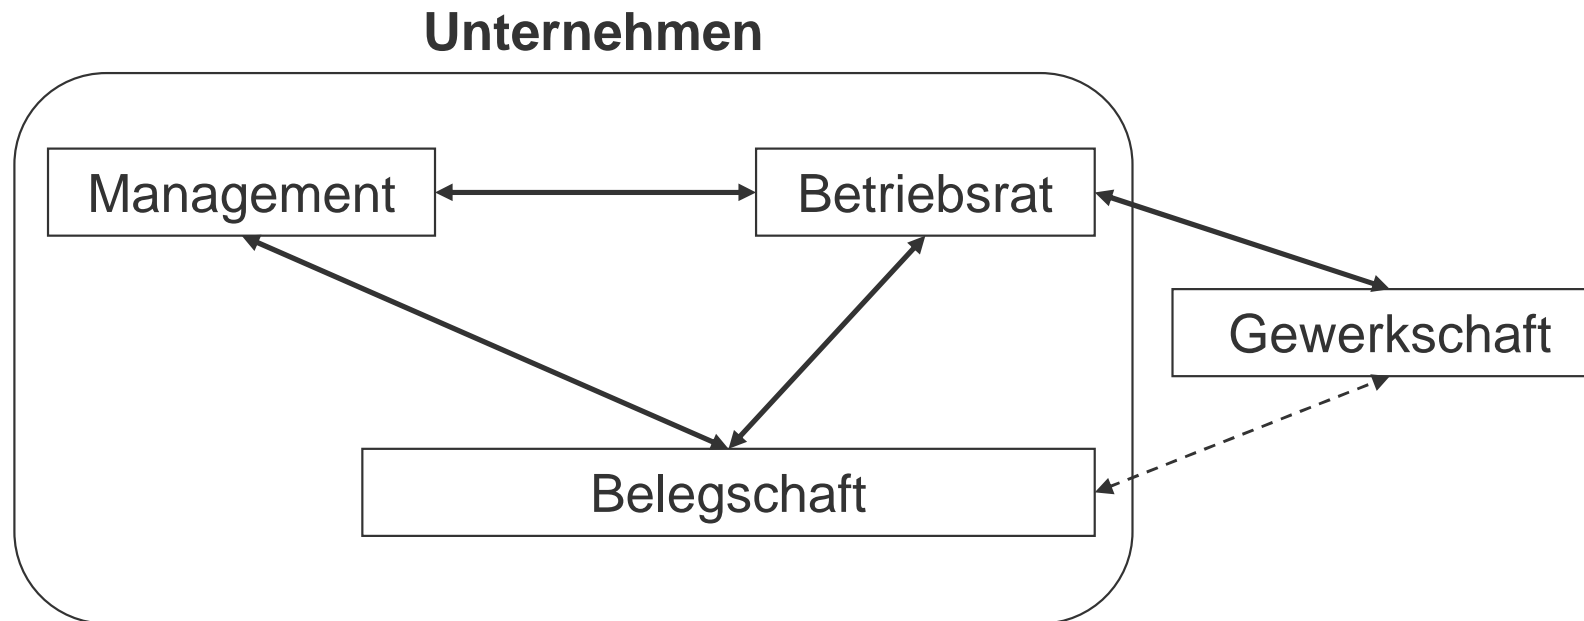 Unternehmen
Management
Betriebsrat
Gewerkschaft
Belegschaft